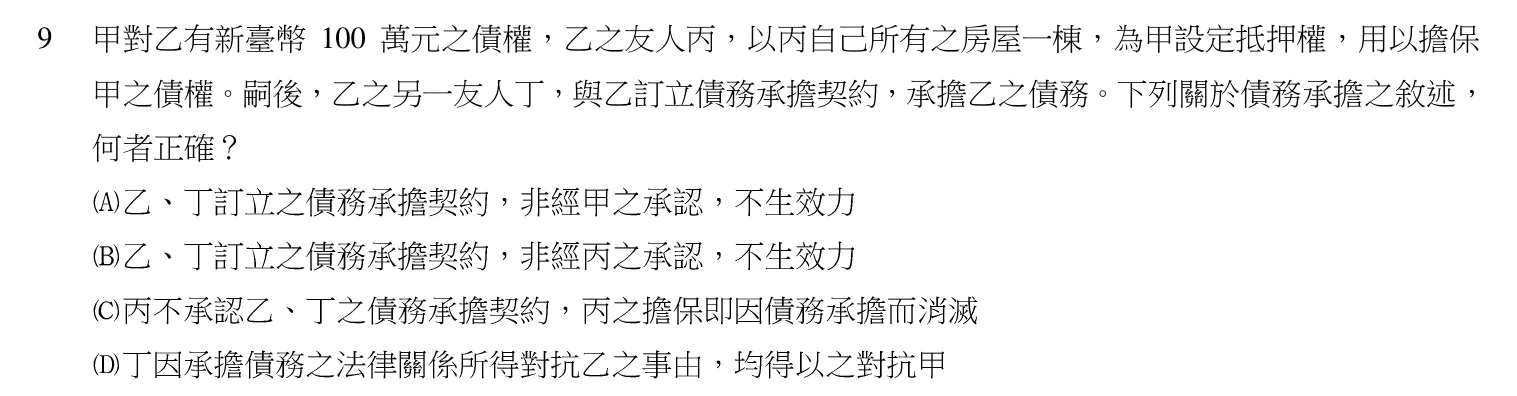 9 甲對乙有新臺幣 100 萬元之債權，乙之友人丙，以丙自己所有之房屋一棟，為甲設定抵押權，用以擔保
甲之債權。嗣後，乙之另一友人丁，與乙訂立債務承擔契約，承擔乙之債務。下列關於債務承擔之敘述，
何者正確？
(A)乙、丁訂立之債務承擔契約，非經甲之承認，不生效力
(B)乙、丁訂立之債務承擔契約，非經丙之承認，不生效力
(C)丙不承認乙、丁之債務承擔契約，丙之擔保即因債務承擔而消滅
(D)丁因承擔債務之法律關係所得對抗乙之事由，均得以之對抗甲